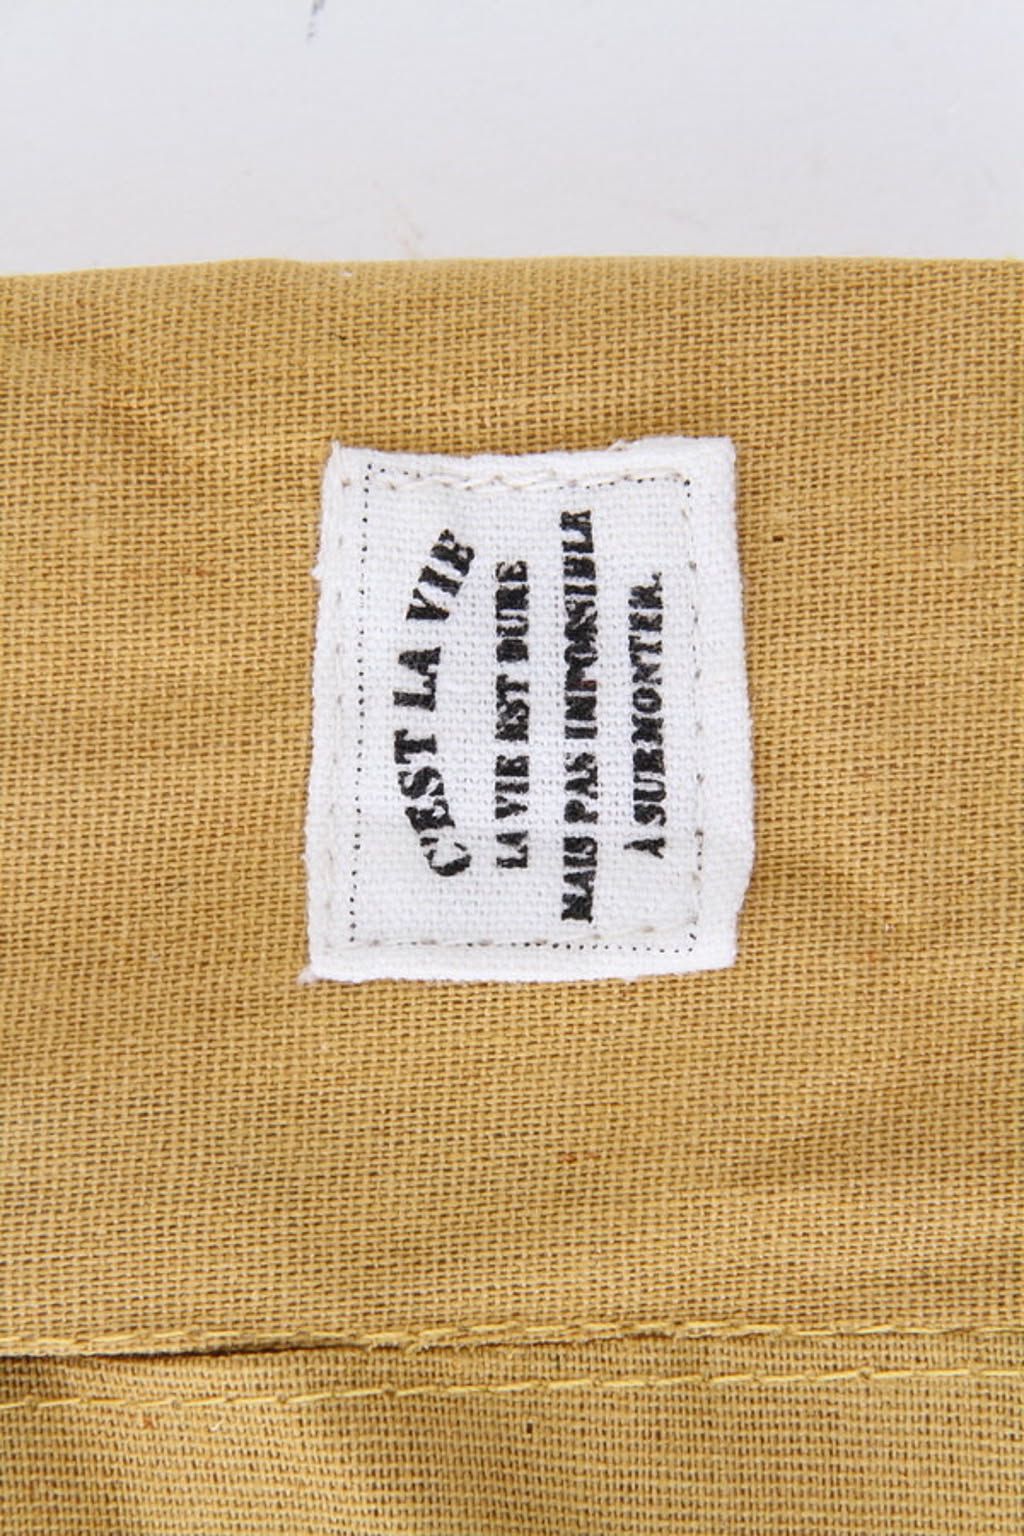 C'EST LA VIE
LA VIE EST DURE
MAIS PAS IMPOSSIBLE
À SURMONTER.